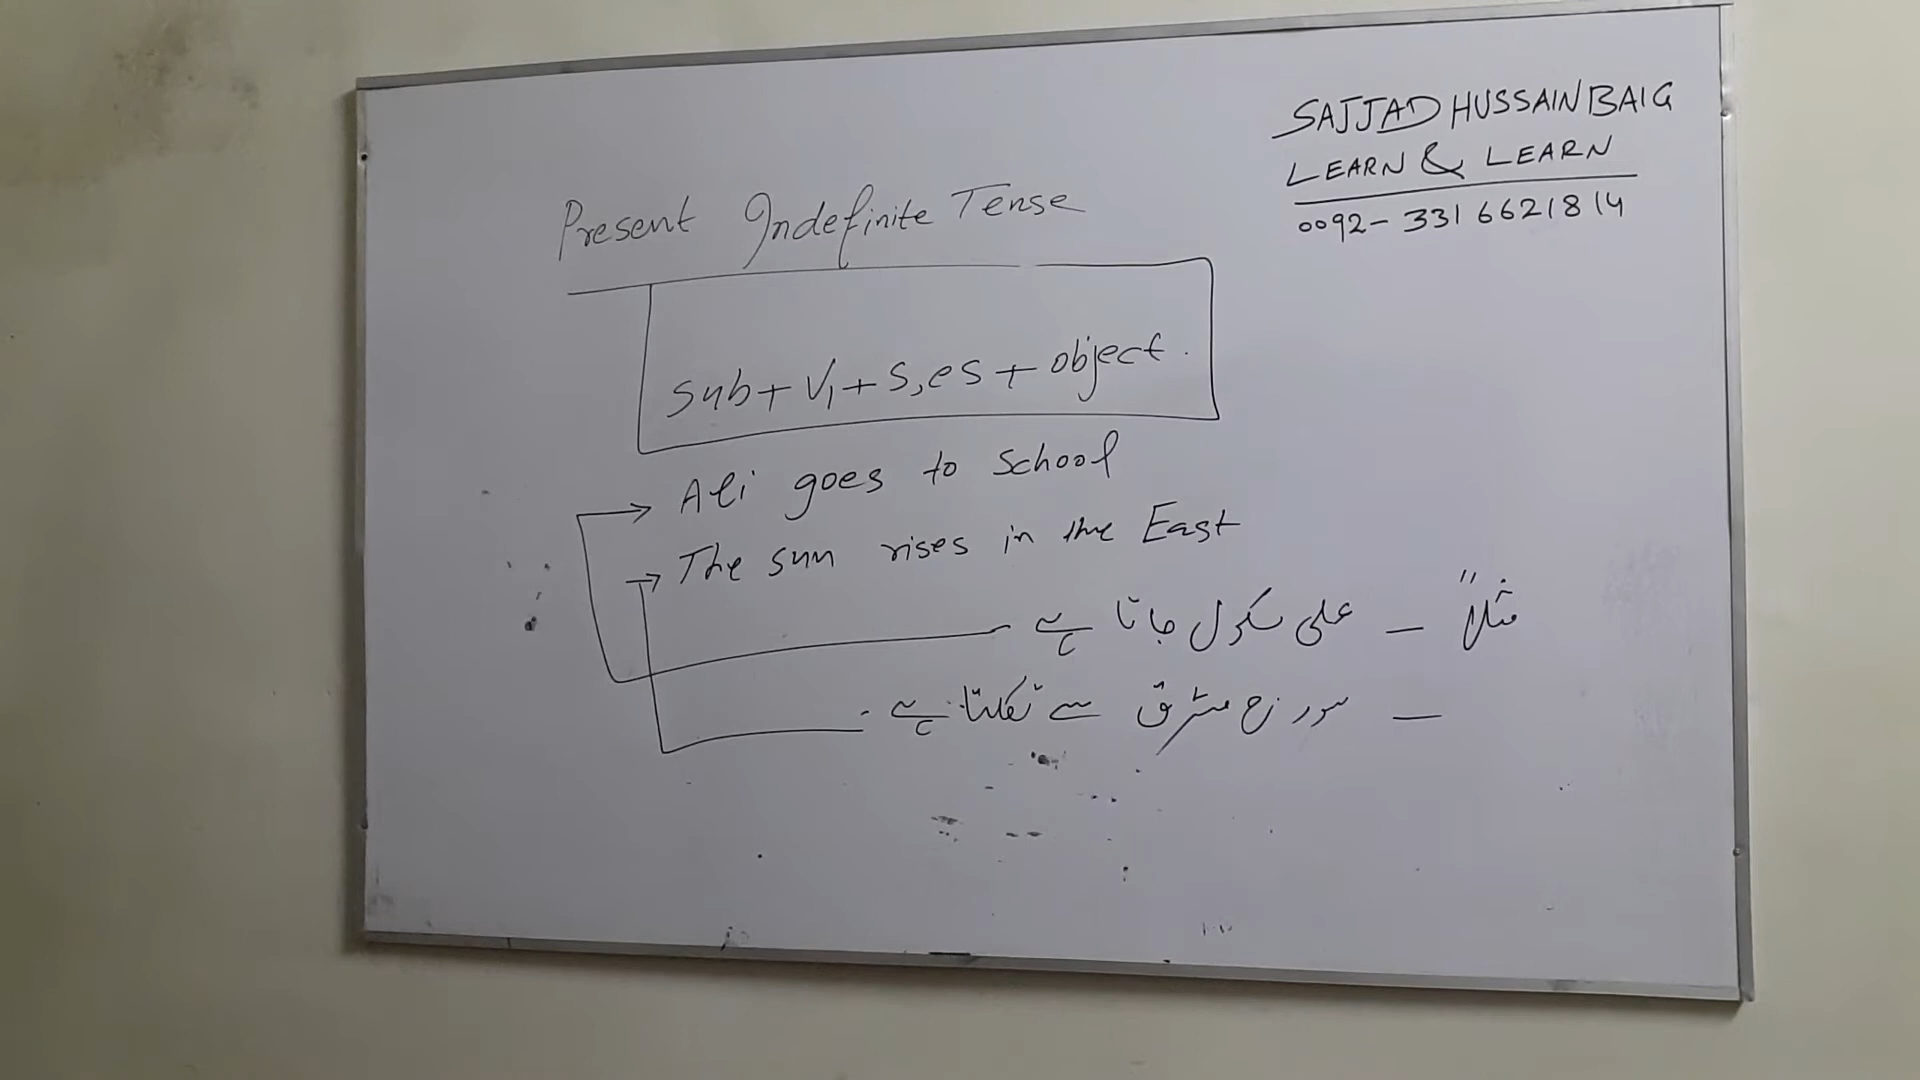 SAJJAD HUSSAIN BAIG
LEARN & LEARN
0092-331 6621814
Present Indefinite Tense
Sub + V1 + S, es + object.
Ali goes to School
The sun rises in the East
مثلاً — علی سکول جاتا ہے
— سورج مشرق سے نکلتا ہے -